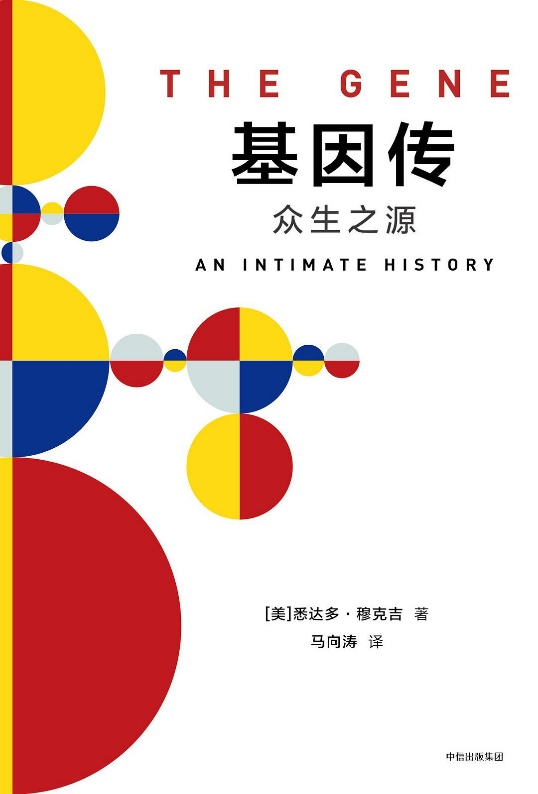 THE GENE
基因传
众生之源
AN INTIMATE HISTORY
[美]悉达多·穆克吉 著
马向涛 译
中信出版集团